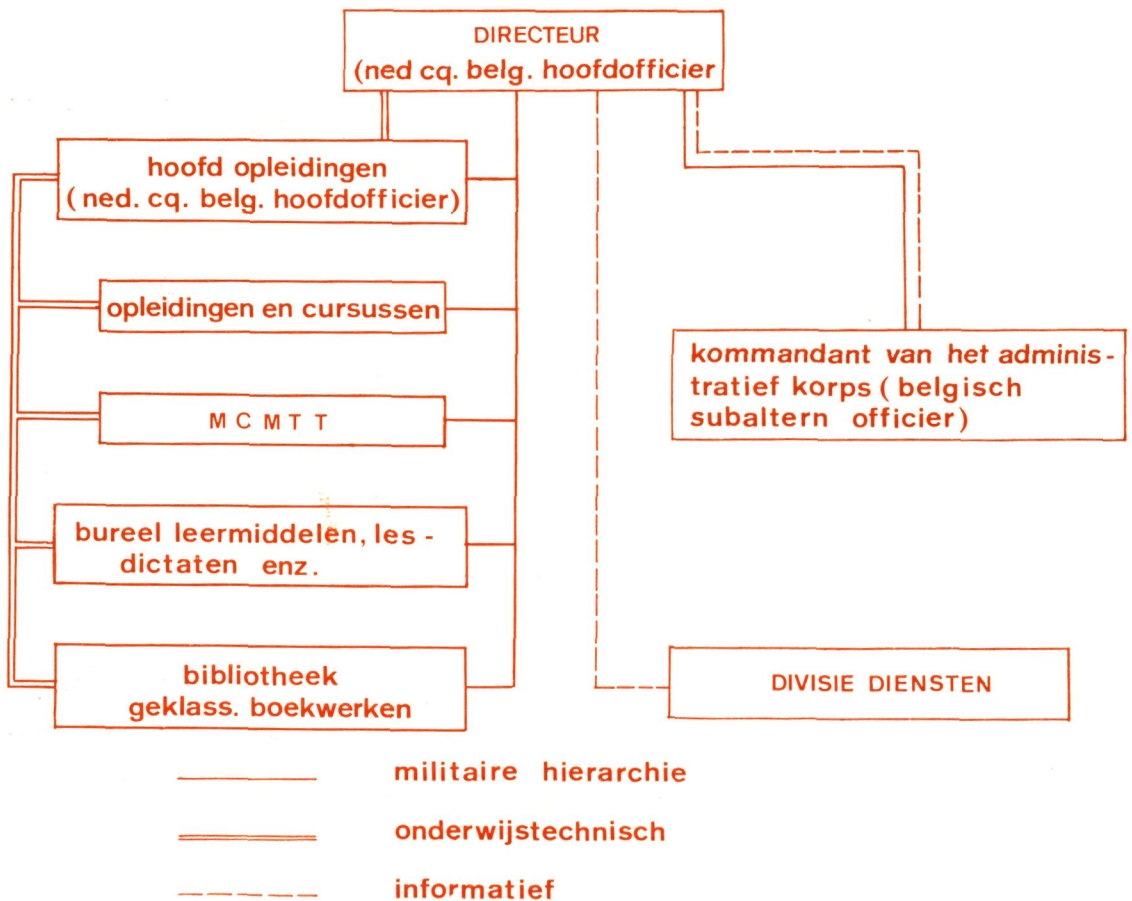 DIRECTEUR
(ned cq. belg. hoofdofficier
hoofd opleidingen
(ned. cq. belg. hoofdofficier)
opleidingen en cursussen
kommandant van het adminis-
tratief korps (belgisch
subaltern officier)
MCMTT
bureel leermiddelen, les-
dictaten enz.
bibliotheek
geklass. boekwerken
DIVISIE DIENSTEN
militaire hierarchie
onderwijstechnisch
informatief